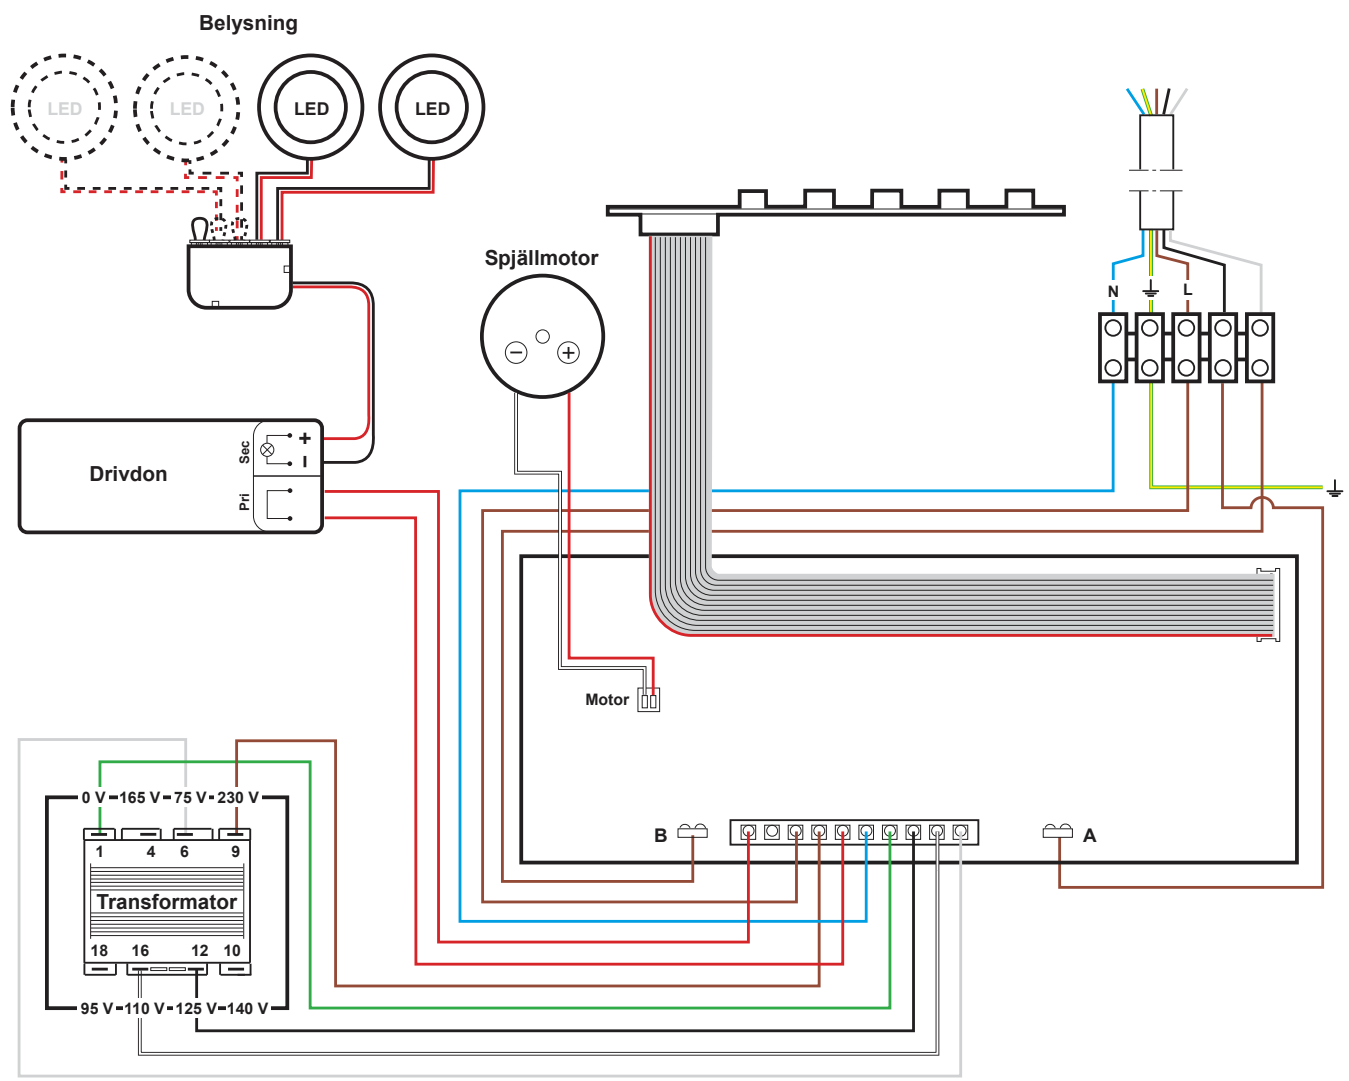 Belysning
LED LED LED LED
Spjällmotor
− +
N L
Drivdon
Sec
+
−
Pri
Motor
B A
0 V 165 V 75 V 230 V
1 4 6 9
Transformator
18 16 12 10
95 V 110 V 125 V 140 V